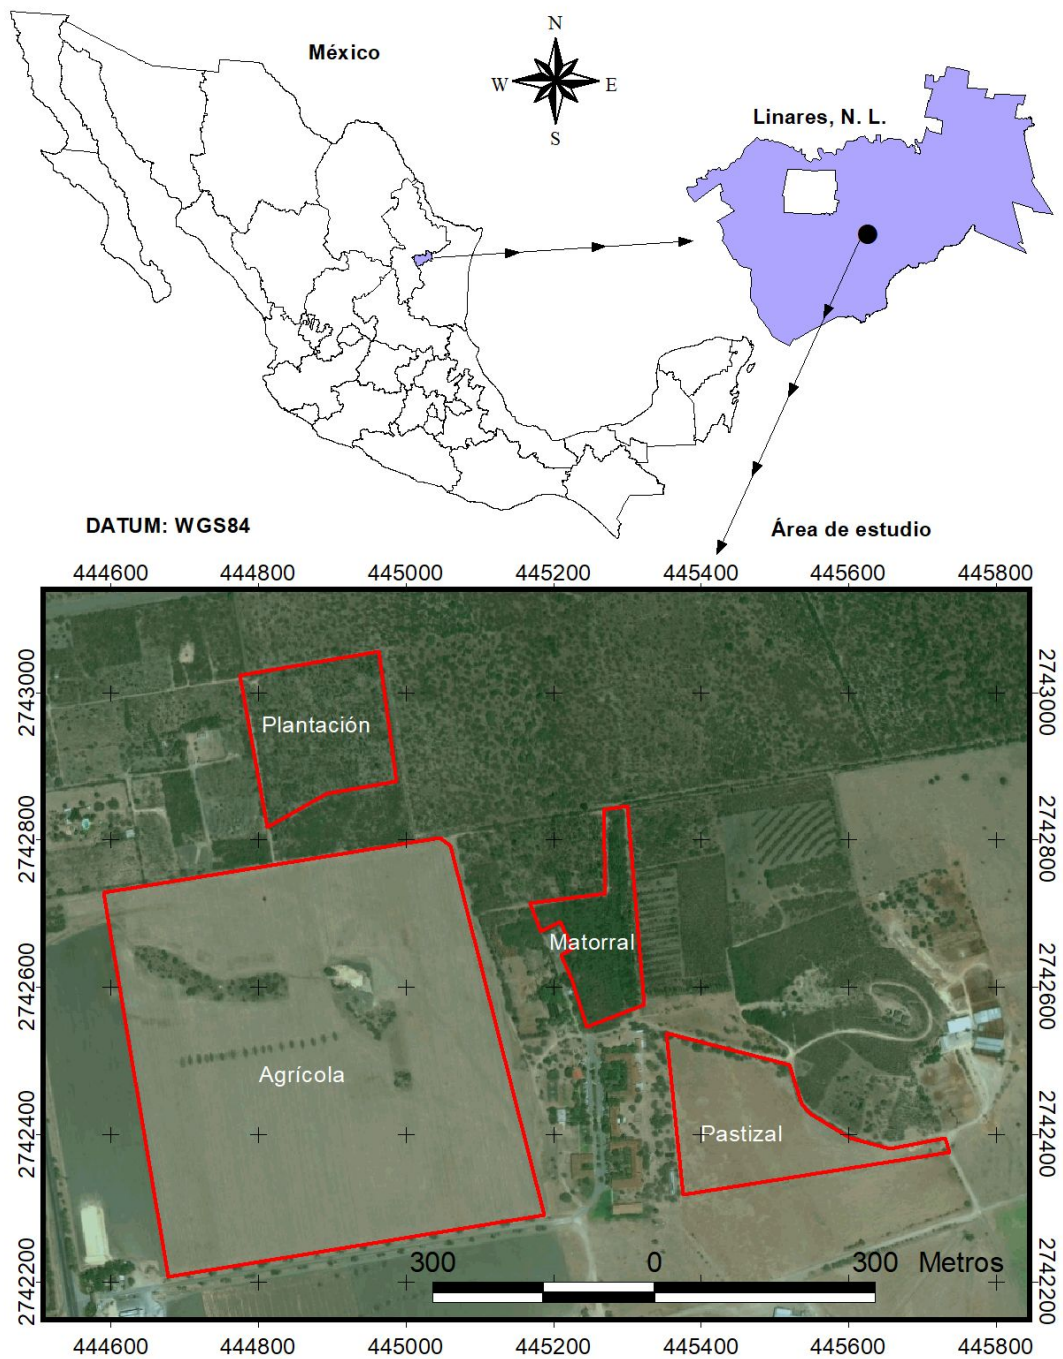 México
N
W E
S
Linares, N. L.
DATUM: WGS84
Área de estudio
444600 444800 445000 445200 445400 445600 445800
2743000 2743000
Plantación
2742800 2742800
Matorral
2742600 2742600
Agrícola
Pastizal
2742400 2742400
300 0 300 Metros
2742200 2742200
444600 444800 445000 445200 445400 445600 445800